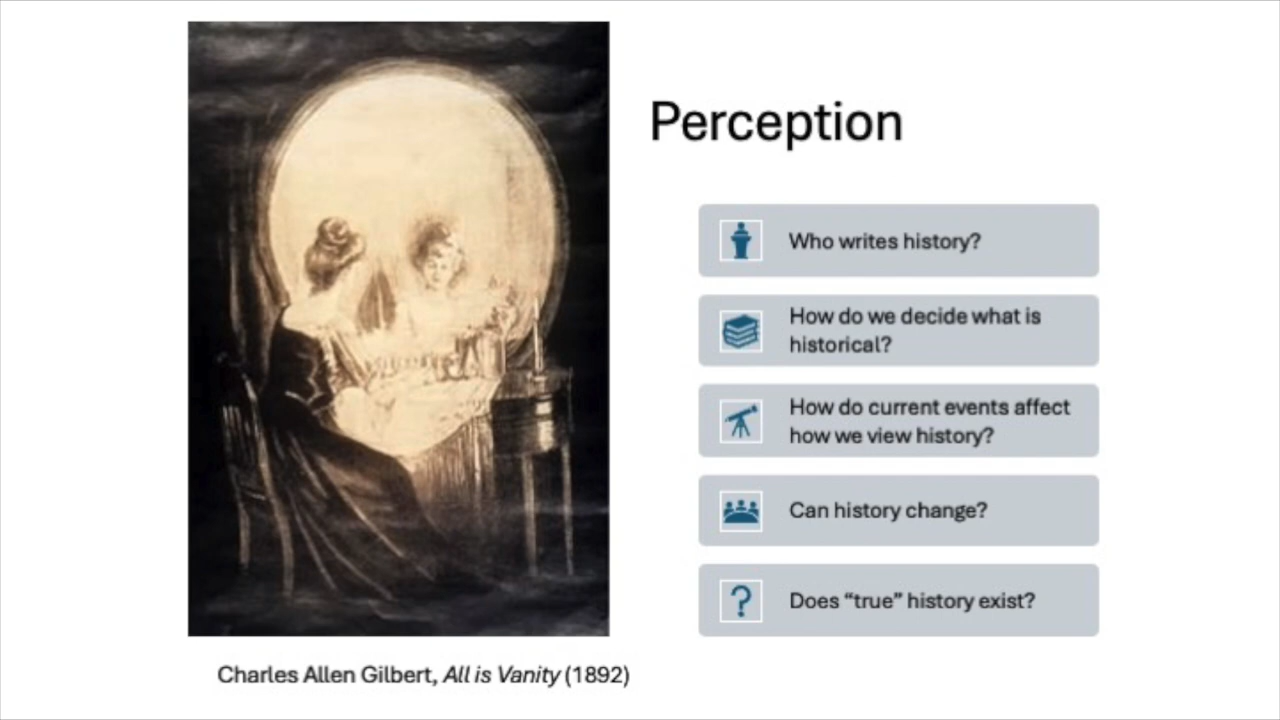 Perception
Who writes history?
How do we decide what is
historical?
How do current events affect
how we view history?
Can history change?
Does “true” history exist?
Charles Allen Gilbert, All is Vanity (1892)